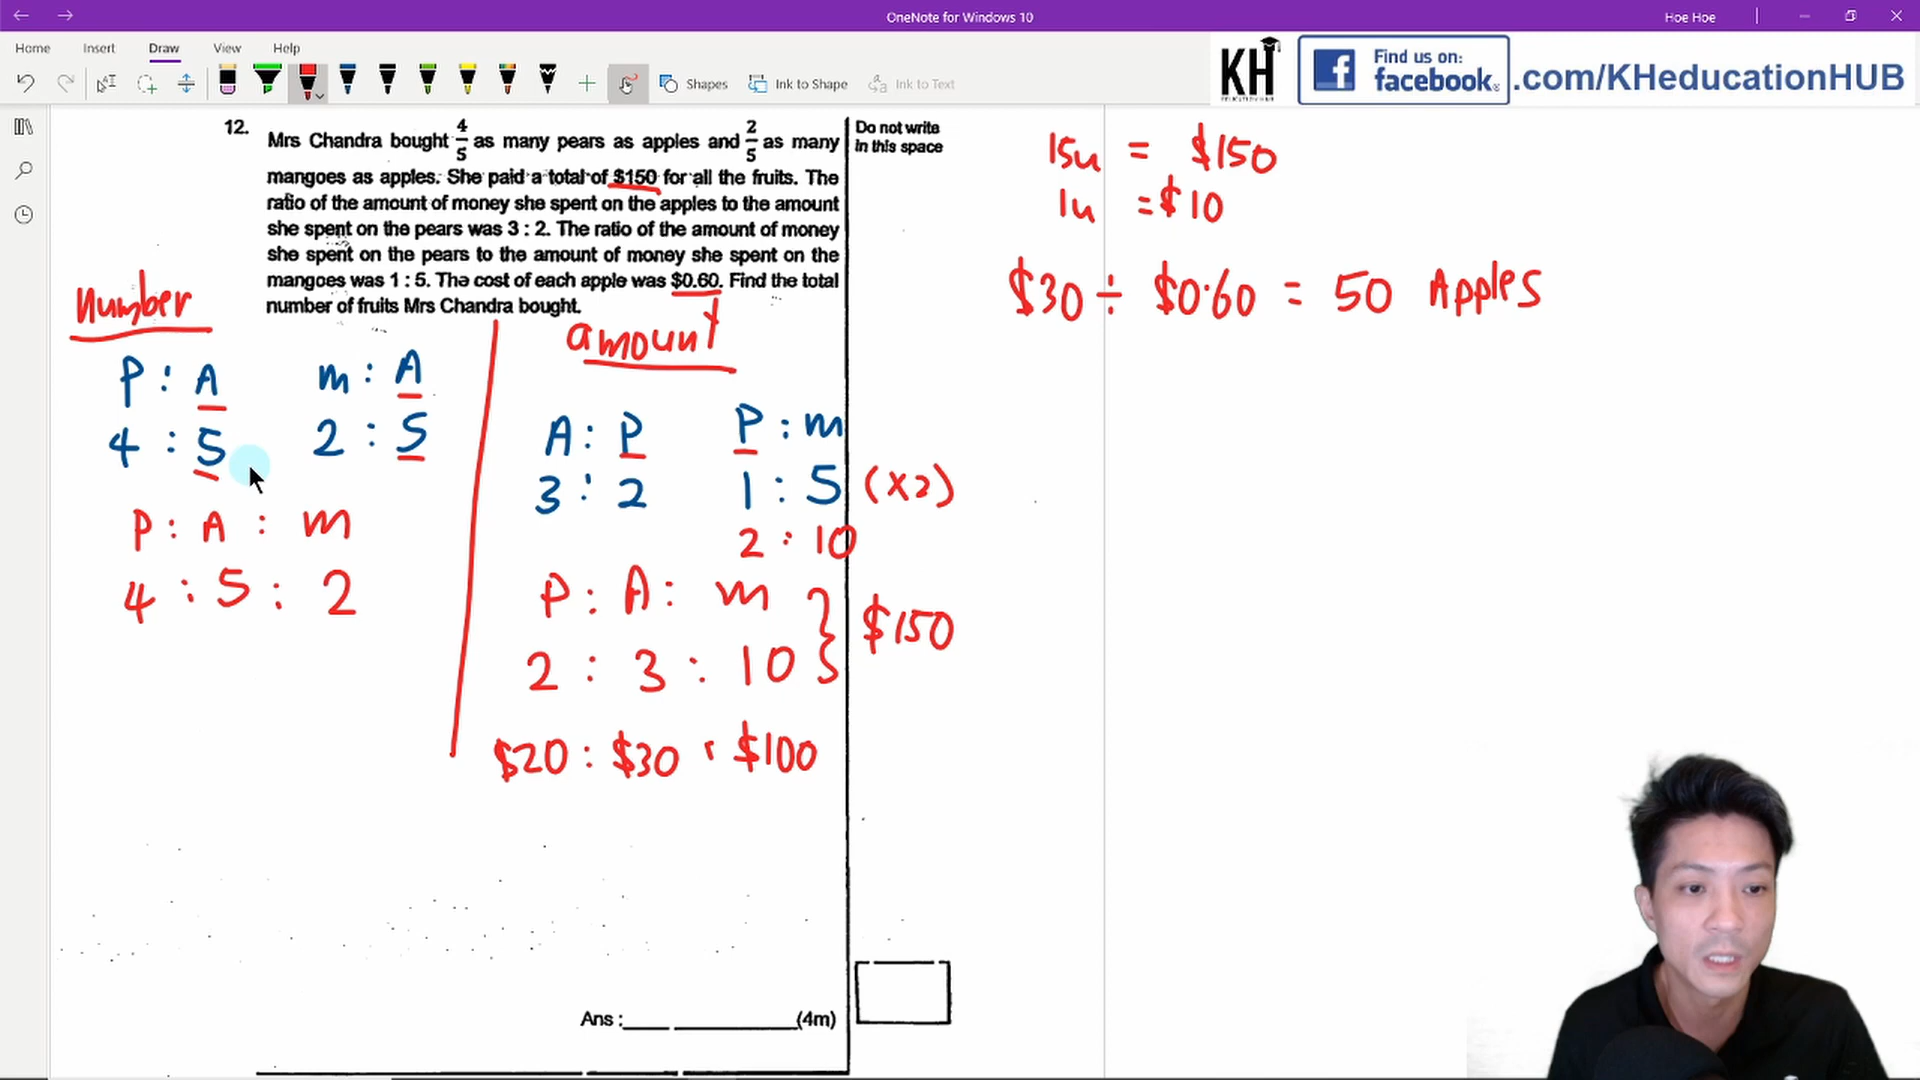 OneNote for Windows 10
Hoe Hoe
Home Insert Draw View Help
Shapes Ink to Shape Ink to Text
KH
EDUCATION HUB
Find us on:
facebook .com/KHeducationHUB
12. Mrs Chandra bought 4/5 as many pears as apples and 2/5 as many
mangoes as apples. She paid a total of $150 for all the fruits. The
ratio of the amount of money she spent on the apples to the amount
she spent on the pears was 3 : 2. The ratio of the amount of money
she spent on the pears to the amount of money she spent on the
mangoes was 1 : 5. The cost of each apple was $0.60. Find the total
number of fruits Mrs Chandra bought.
Do not write
in this space
Number
P : A m : A
4 : 5 2 : 5
P : A : m
4 : 5 : 2
amount
A : P P : m
3 : 2 1 : 5 (x2)
2 : 10
P : A : m } $150
2 : 3 : 10
$20 : $30 : $100
15u = $150
1u = $10
$30 ÷ $0.60 = 50 Apples
Ans : (4m)